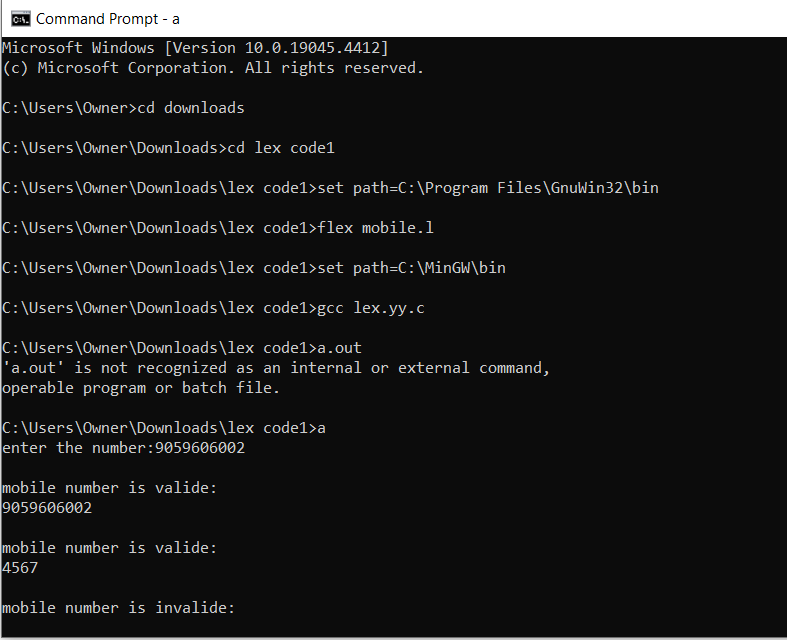 Command Prompt - a
Microsoft Windows [Version 10.0.19045.4412]
(c) Microsoft Corporation. All rights reserved.
C:\Users\Owner>cd downloads
C:\Users\Owner\Downloads>cd lex code1
C:\Users\Owner\Downloads\lex code1>set path=C:\Program Files\GnuWin32\bin
C:\Users\Owner\Downloads\lex code1>flex mobile.l
C:\Users\Owner\Downloads\lex code1>set path=C:\MinGW\bin
C:\Users\Owner\Downloads\lex code1>gcc lex.yy.c
C:\Users\Owner\Downloads\lex code1>a.out
'a.out' is not recognized as an internal or external command,
operable program or batch file.
C:\Users\Owner\Downloads\lex code1>a
enter the number:9059606002
mobile number is valide:
9059606002
mobile number is valide:
4567
mobile number is invalide: